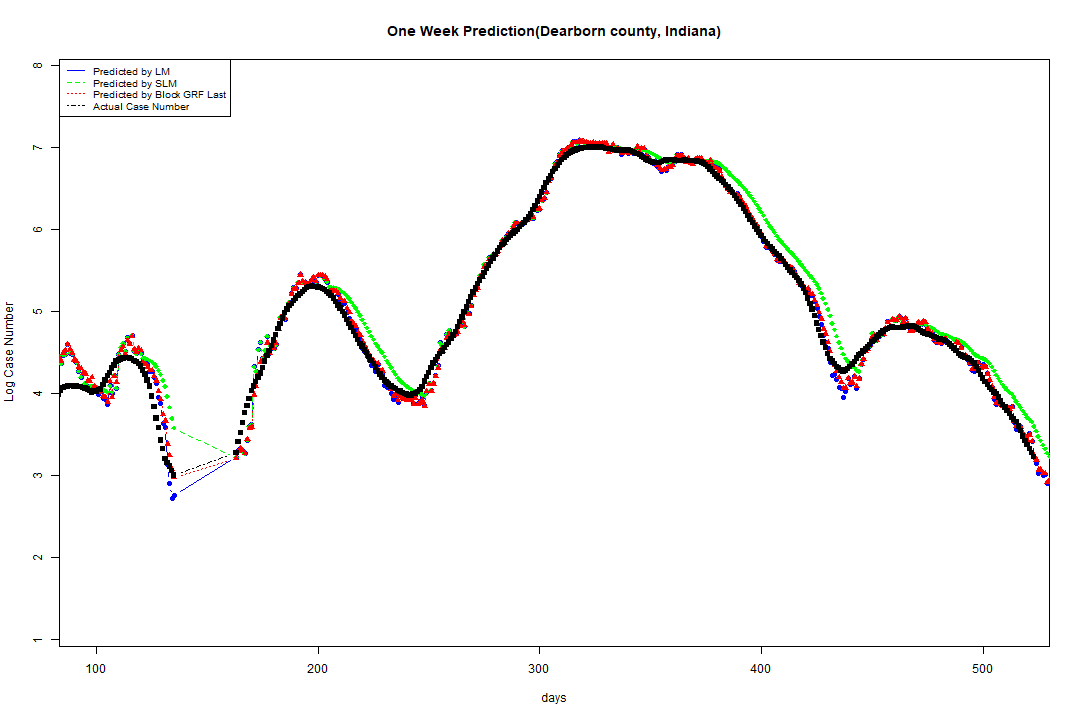 One Week Prediction(Dearborn county, Indiana)
Predicted by LM
Predicted by SLM
Predicted by Block GRF Last
Actual Case Number
Log Case Number
8
7
6
5
4
3
2
1
100 200 300 400 500
days